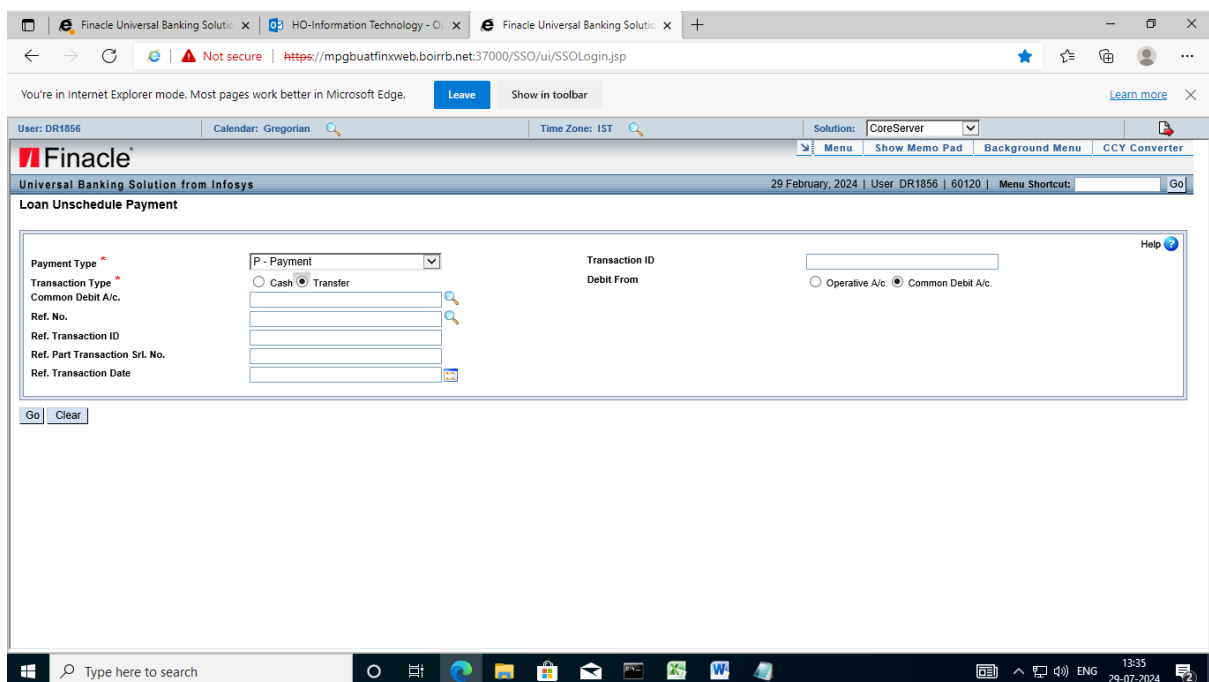 Finacle Universal Banking Solutic
HO-Information Technology - Ou
Finacle Universal Banking Solutic
Not secure https://mpgbuatfinxweb.boirrb.net:37000/SSO/ui/SSOLogin.jsp
You're in Internet Explorer mode. Most pages work better in Microsoft Edge. Leave Show in toolbar Learn more
User: DR1856 Calendar: Gregorian Time Zone: IST Solution: CoreServer
Finacle Menu Show Memo Pad Background Menu CCY Converter
Universal Banking Solution from Infosys 29 February, 2024 | User DR1856 | 60120 | Menu Shortcut: Go
Loan Unschedule Payment
Help
Payment Type * P - Payment Transaction ID
Transaction Type * Cash Transfer Debit From Operative A/c. Common Debit A/c.
Common Debit A/c.
Ref. No.
Ref. Transaction ID
Ref. Part Transaction Srl. No.
Ref. Transaction Date
Go Clear
Type here to search ENG 13:35
29-07-2024 2